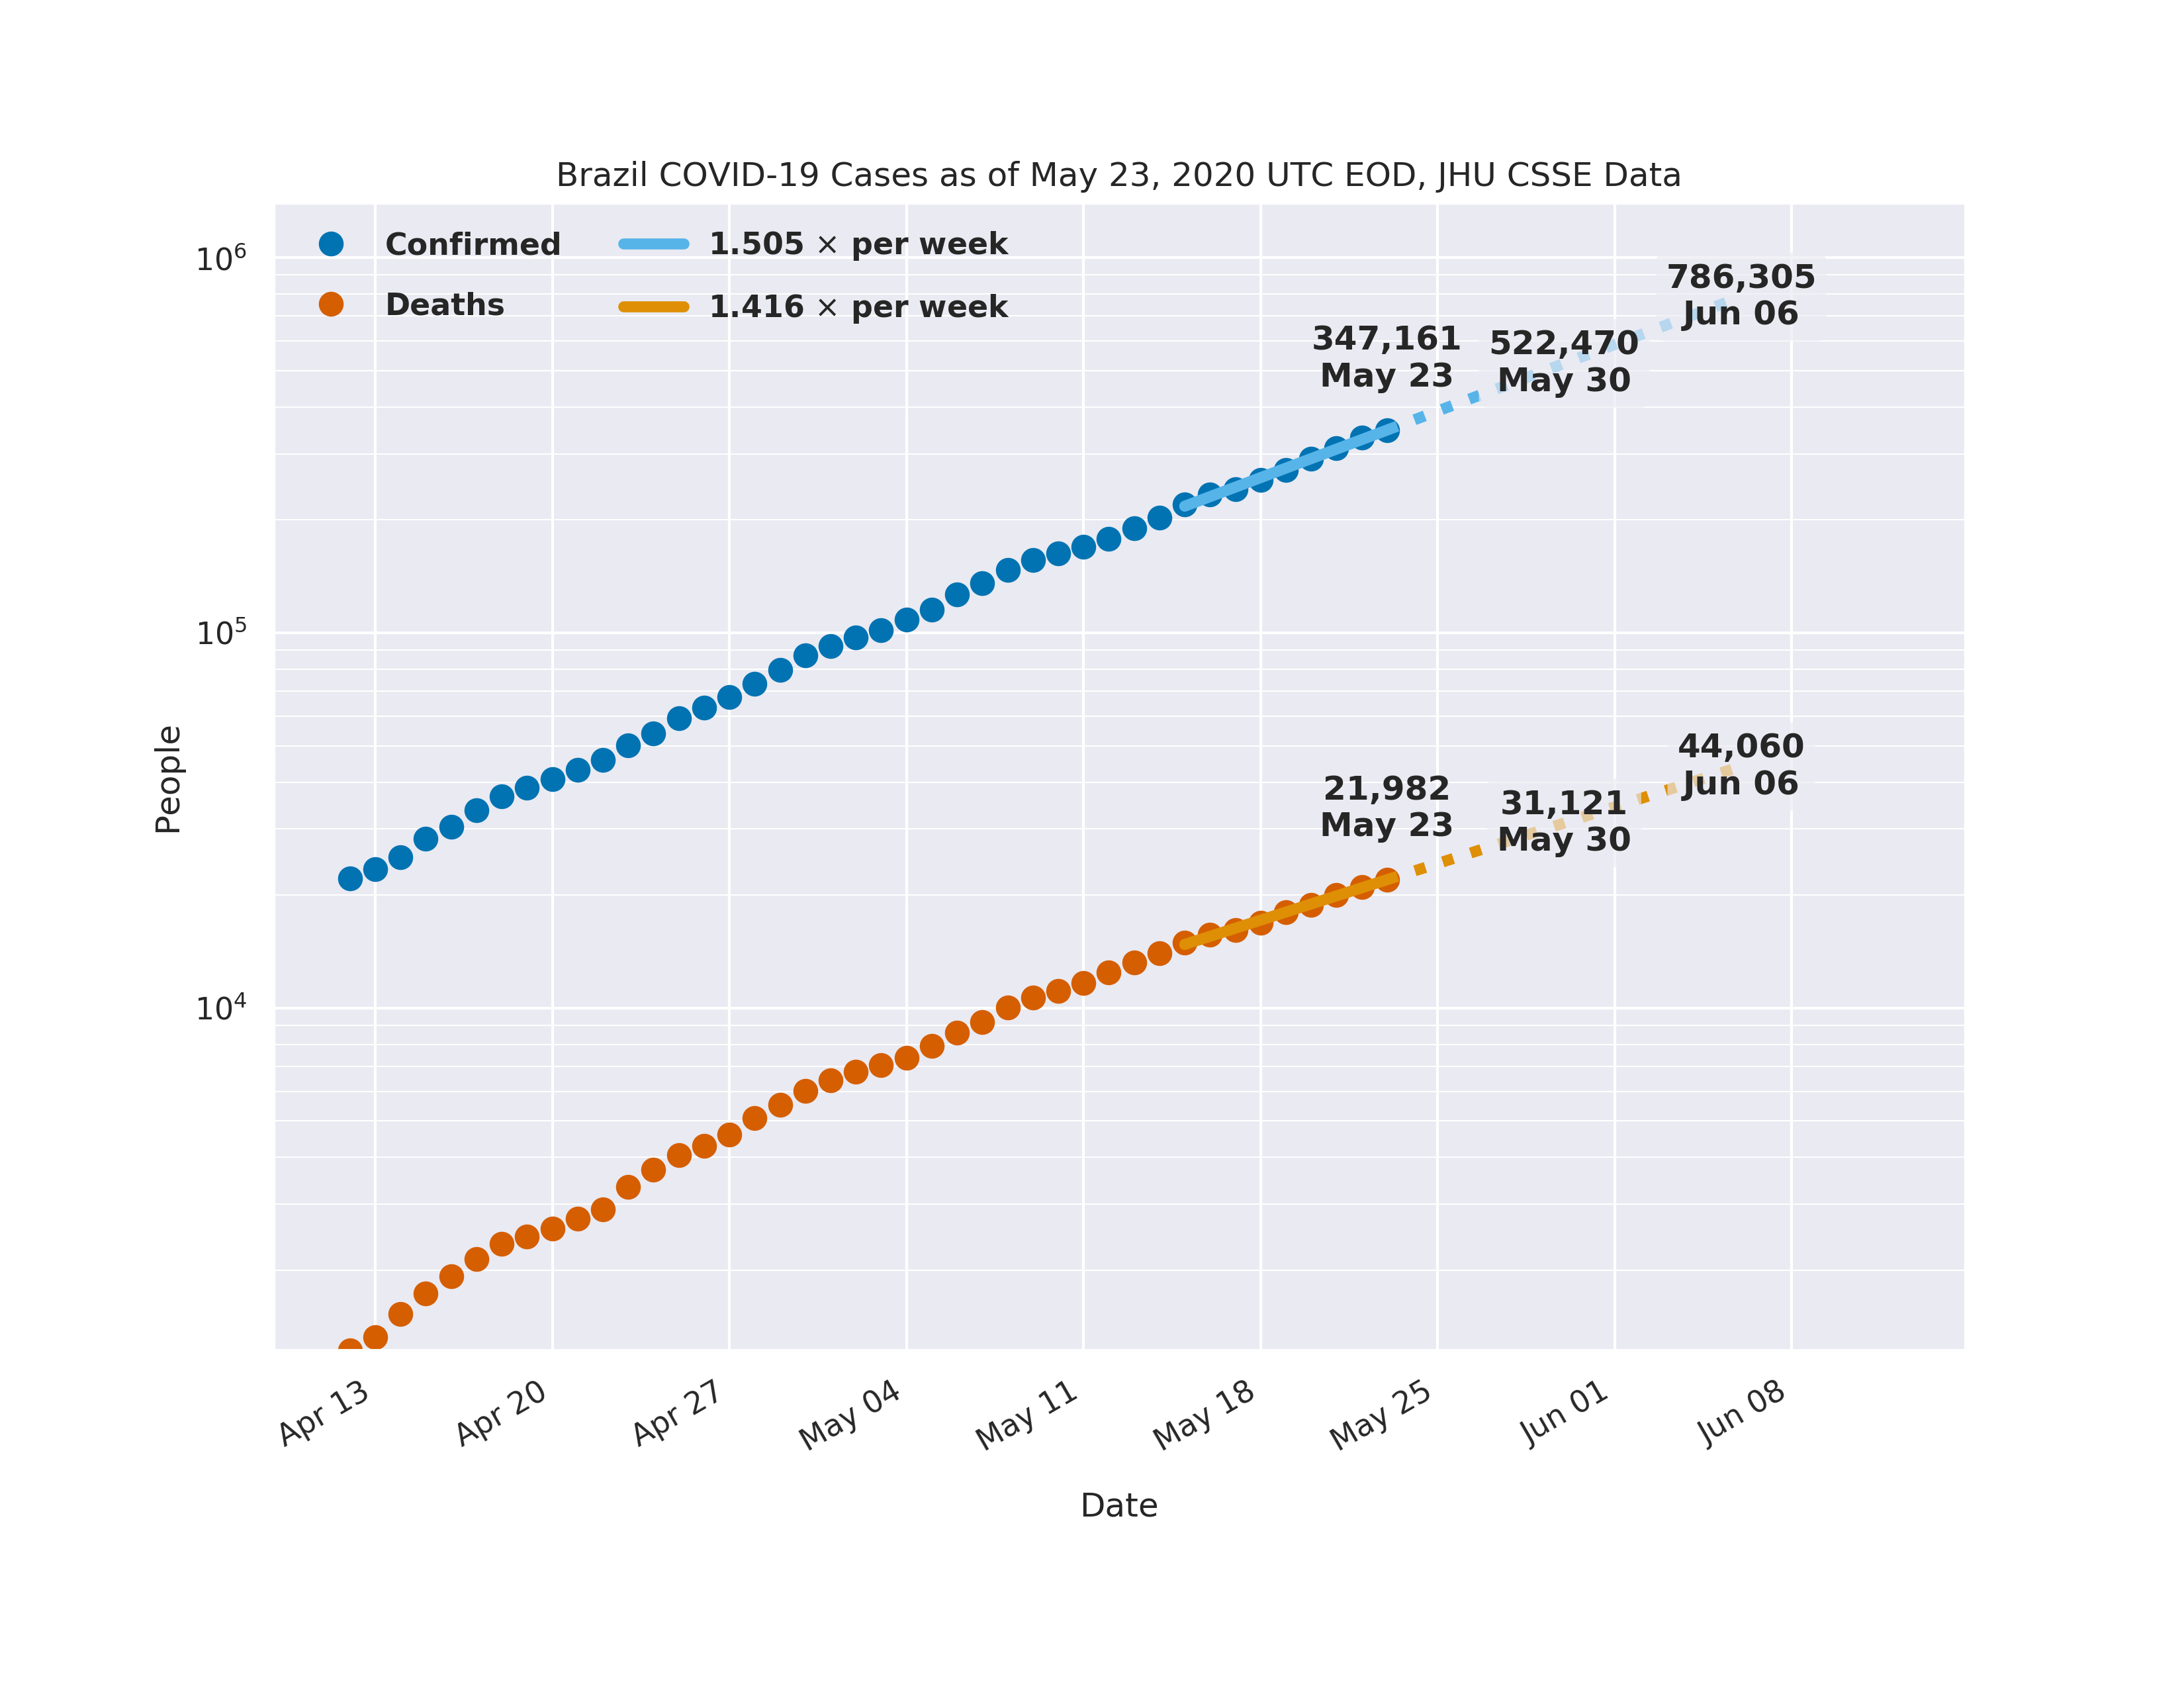 Brazil COVID-19 Cases as of May 23, 2020 UTC EOD, JHU CSSE Data
Confirmed
Deaths
1.505 × per week
1.416 × per week
786,305
Jun 06
347,161
May 23
522,470
May 30
44,060
Jun 06
21,982
May 23
31,121
May 30
10⁶
10⁵
10⁴
People
Apr 13
Apr 20
Apr 27
May 04
May 11
May 18
May 25
Jun 01
Jun 08
Date